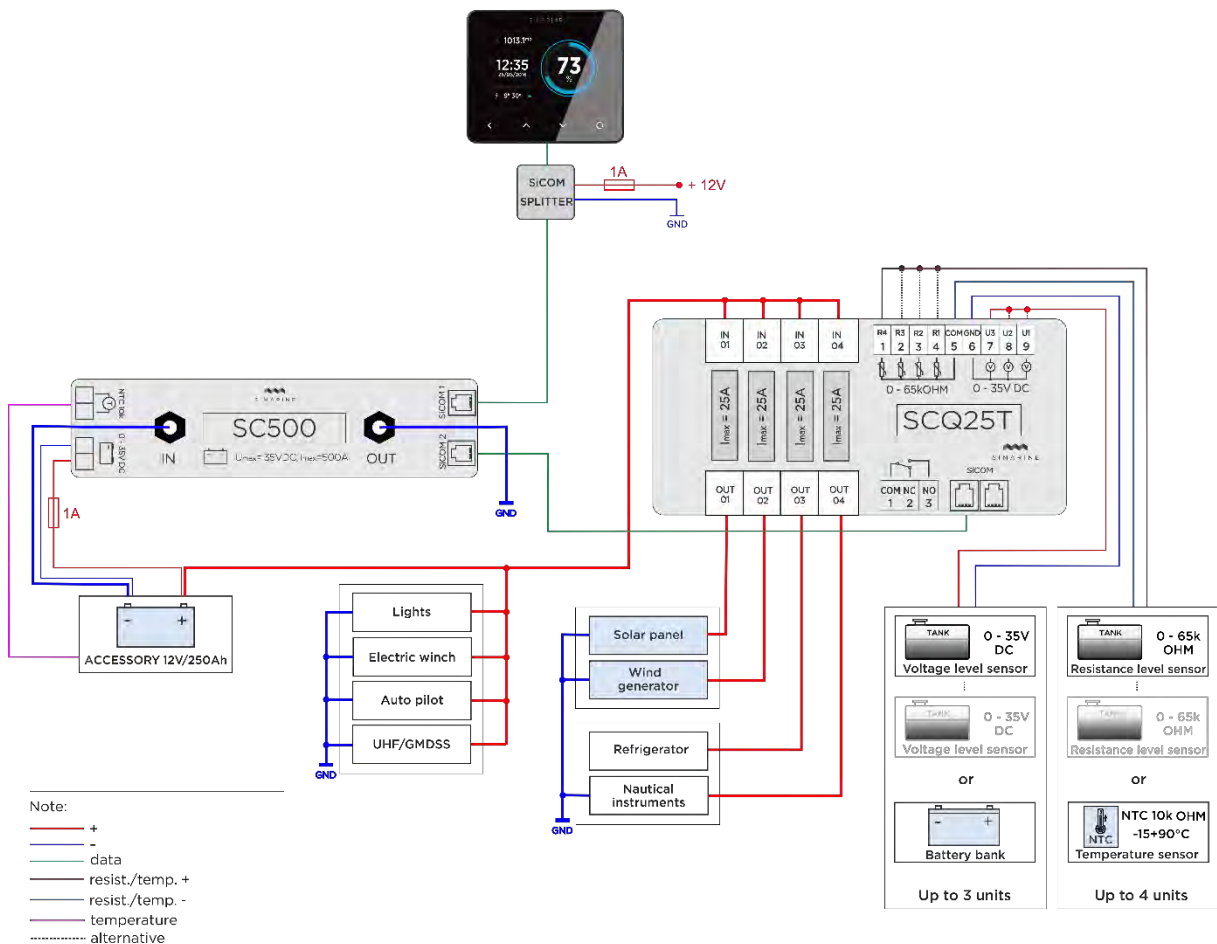 SIMARINE
1013.1
12:35
73
%
SiCOM
SPLITTER
1A
+ 12V
GND
NTC 10k
0 - 35V DC
SIMARINE
SC500
Umax= 35VDC, Imax=500A
IN
OUT
SiCOM 1
SiCOM 2
1A
GND
IN
01
IN
02
IN
03
IN
04
Imax = 25A
Imax = 25A
Imax = 25A
Imax = 25A
OUT
01
OUT
02
OUT
03
OUT
04
R4 R3 R2 R1 COM GND U3 U2 U1
1 2 3 4 5 6 7 8 9
0 - 65kOHM
0 - 35V DC
V V V
SCQ25T
SIMARINE
SiCOM
COM NC NO
1 2 3
- +
ACCESSORY 12V/250Ah
Lights
Electric winch
Auto pilot
UHF/GMDSS
GND
Solar panel
Wind
generator
Refrigerator
Nautical
instruments
GND
TANK
0 - 35V
DC
Voltage level sensor
TANK
0 - 35V
DC
Voltage level sensor
or
- +
Battery bank
Up to 3 units
TANK
0 - 65k
OHM
Resistance level sensor
TANK
0 - 65k
OHM
Resistance level sensor
or
NTC
NTC 10k OHM
-15+90°C
Temperature sensor
Up to 4 units
Note:
+
-
data
resist./temp. +
resist./temp. -
temperature
alternative